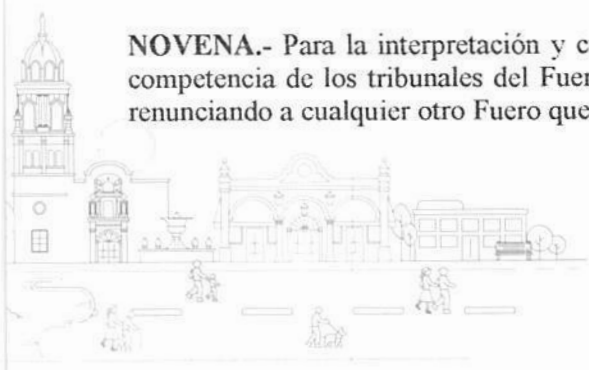 NOVENA.- Para la interpretación y c
competencia de los tribunales del Fuer
renunciando a cualquier otro Fuero que